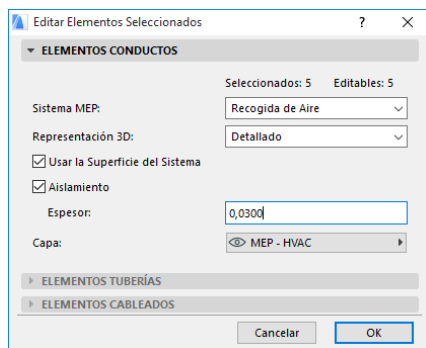 Editar Elementos Seleccionados
ELEMENTOS CONDUCTOS
Seleccionados: 5 Editables: 5
Sistema MEP: Recogida de Aire
Representación 3D: Detallado
Usar la Superficie del Sistema
Aislamiento
Espesor: 0,0300
Capa: MEP - HVAC
ELEMENTOS TUBERÍAS
ELEMENTOS CABLEADOS
Cancelar OK